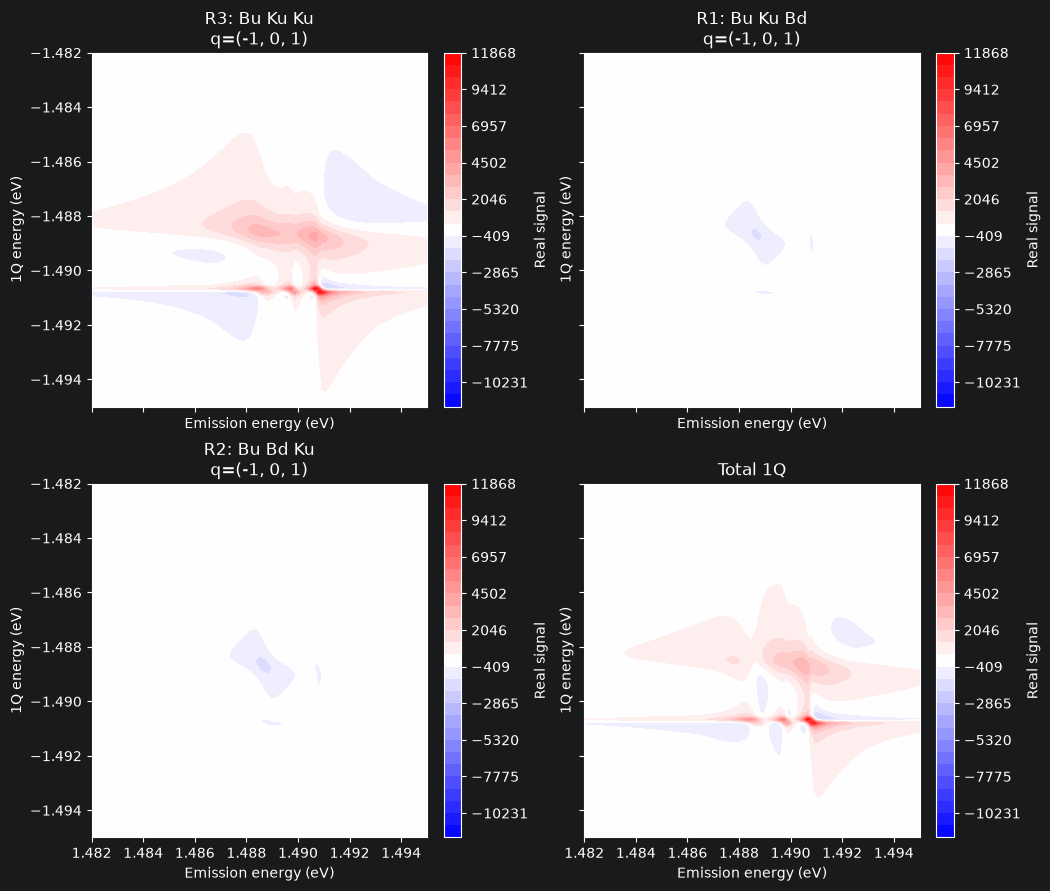 R3: Bu Ku Ku
q=(-1, 0, 1)
−1.482
−1.484
−1.486
−1.488
−1.490
−1.492
−1.494
1Q energy (eV)
Emission energy (eV)
11868
9412
6957
4502
2046
−409
−2865
−5320
−7775
−10231
Real signal
R1: Bu Ku Bd
q=(-1, 0, 1)
1Q energy (eV)
Emission energy (eV)
11868
9412
6957
4502
2046
−409
−2865
−5320
−7775
−10231
Real signal
R2: Bu Bd Ku
q=(-1, 0, 1)
−1.482
−1.484
−1.486
−1.488
−1.490
−1.492
−1.494
1Q energy (eV)
1.482 1.484 1.486 1.488 1.490 1.492 1.494
Emission energy (eV)
11868
9412
6957
4502
2046
−409
−2865
−5320
−7775
−10231
Real signal
Total 1Q
1Q energy (eV)
1.482 1.484 1.486 1.488 1.490 1.492 1.494
Emission energy (eV)
11868
9412
6957
4502
2046
−409
−2865
−5320
−7775
−10231
Real signal